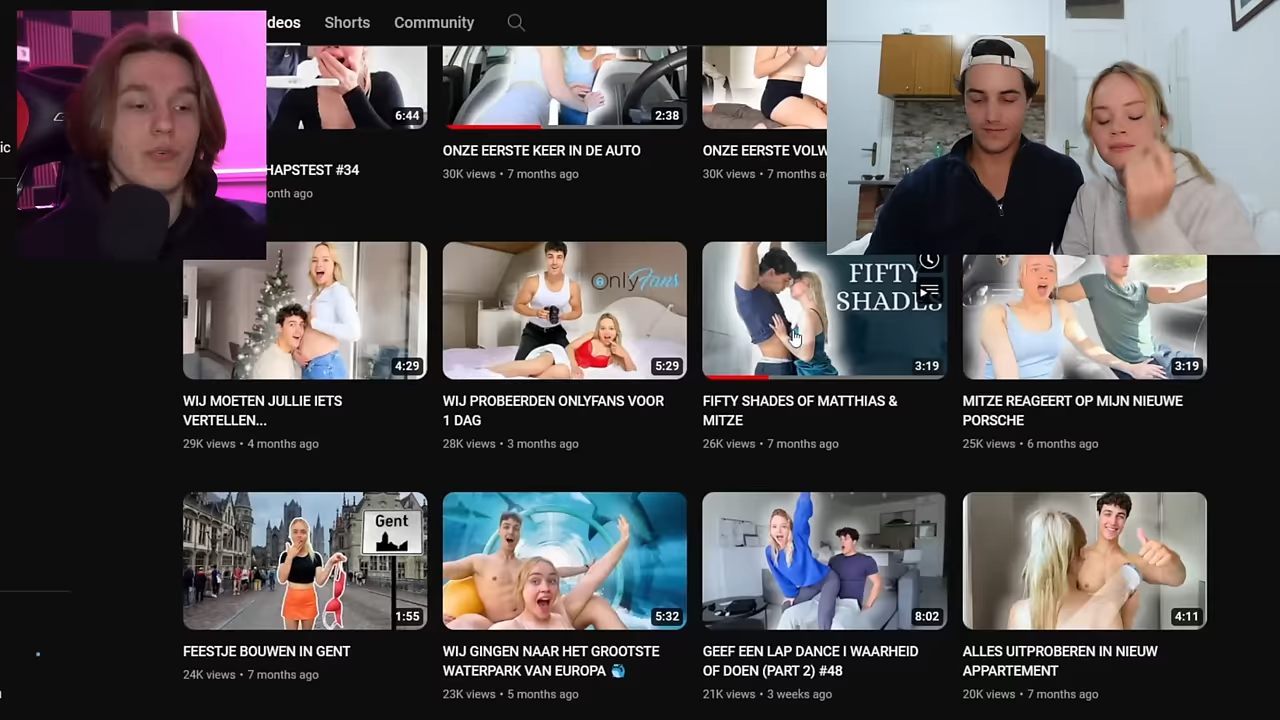 deos
Shorts
Community
ic
6:44
2:38
HAPSTEST #34
onth ago
ONZE EERSTE KEER IN DE AUTO
30K views • 7 months ago
ONZE EERSTE VOLW
30K views • 7 months ago
4:29
WIJ MOETEN JULLIE IETS
VERTELLEN...
29K views • 4 months ago
OnlyFans
5:29
WIJ PROBEERDEN ONLYFANS VOOR
1 DAG
28K views • 3 months ago
FIFTY
SHADES
3:19
FIFTY SHADES OF MATTHIAS &
MITZE
26K views • 7 months ago
3:19
MITZE REAGEERT OP MIJN NIEUWE
PORSCHE
25K views • 6 months ago
Gent
1:55
FEESTJE BOUWEN IN GENT
24K views • 7 months ago
5:32
WIJ GINGEN NAAR HET GROOTSTE
WATERPARK VAN EUROPA
23K views • 5 months ago
8:02
GEEF EEN LAP DANCE I WAARHEID
OF DOEN (PART 2) #48
21K views • 3 weeks ago
4:11
ALLES UITPROBEREN IN NIEUW
APPARTEMENT
20K views • 7 months ago